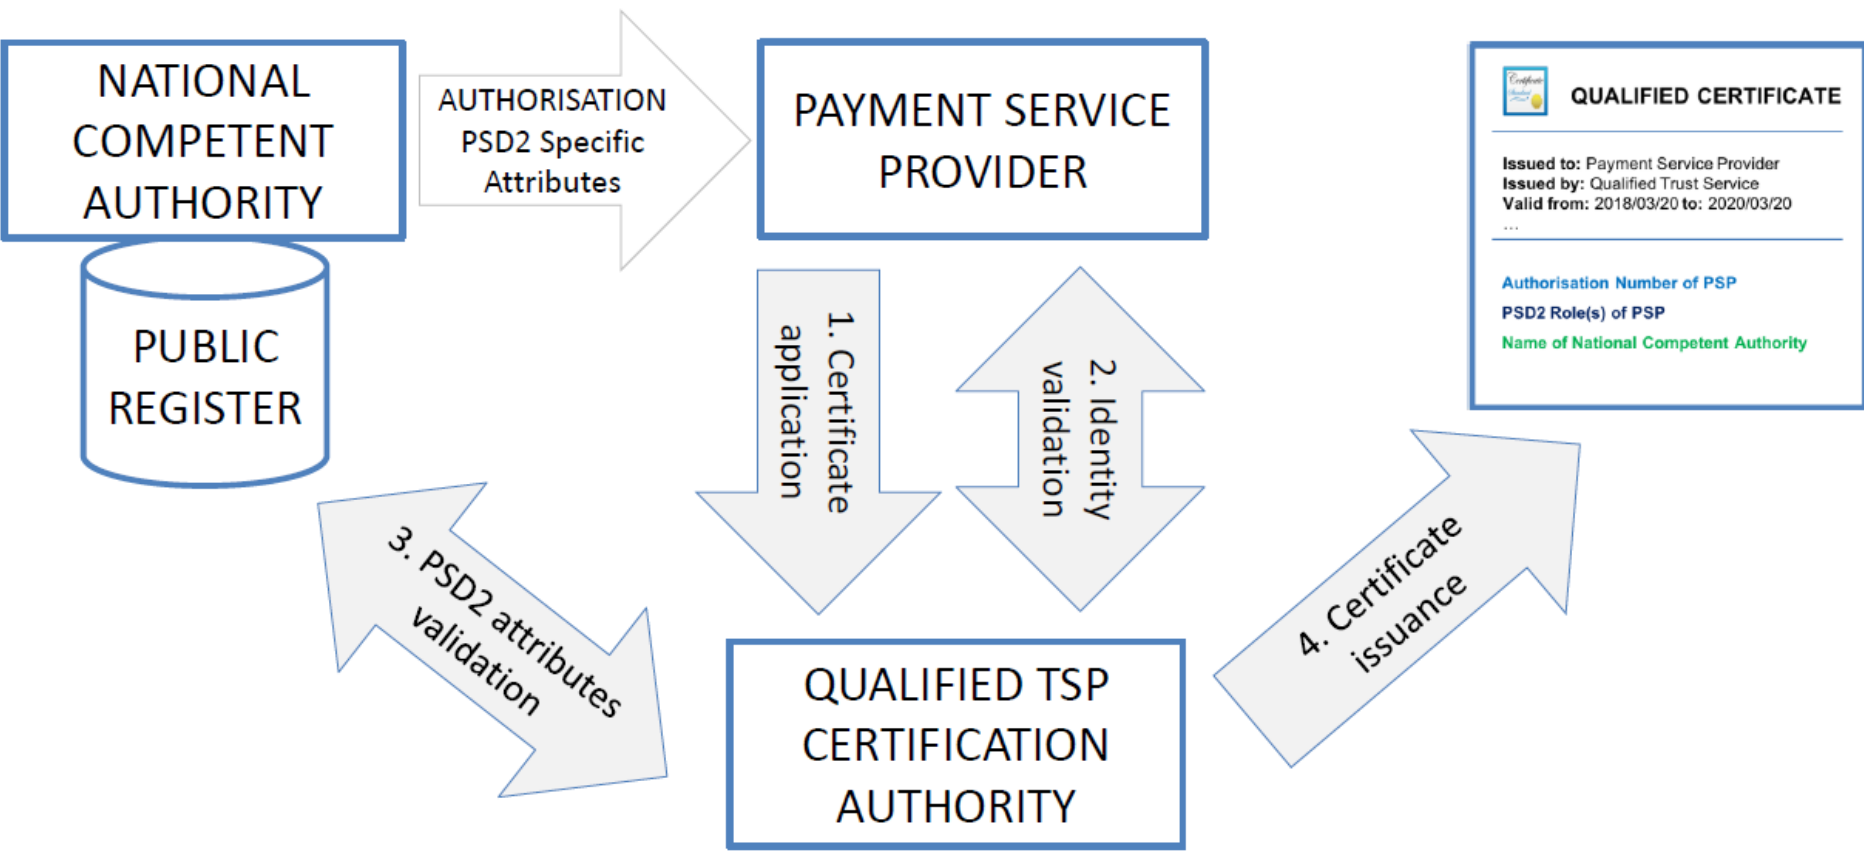 NATIONAL
COMPETENT
AUTHORITY
AUTHORISATION
PSD2 Specific
Attributes
PAYMENT SERVICE
PROVIDER
QUALIFIED CERTIFICATE
Issued to: Payment Service Provider
Issued by: Qualified Trust Service
Valid from: 2018/03/20 to: 2020/03/20
...
Authorisation Number of PSP
PSD2 Role(s) of PSP
Name of National Competent Authority
PUBLIC
REGISTER
1. Certificate
application
2. Identity
validation
3. PSD2 attributes
validation
4. Certificate
issuance
QUALIFIED TSP
CERTIFICATION
AUTHORITY